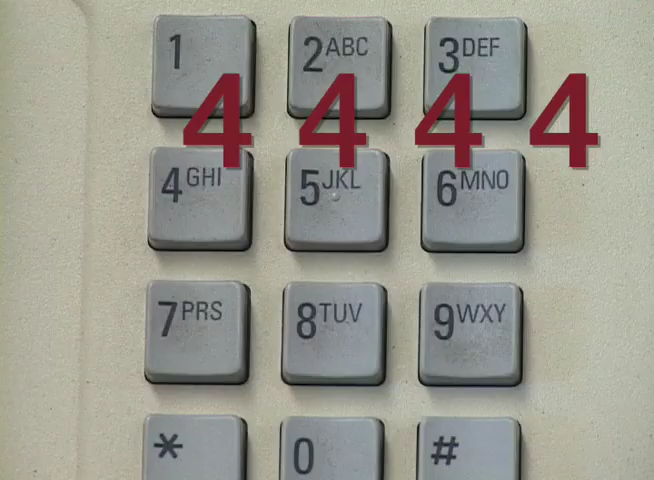 1 2ABC 3DEF
4 4 4 4
4GHI 5JKL 6MNO
7PRS 8TUV 9WXY
* 0 #